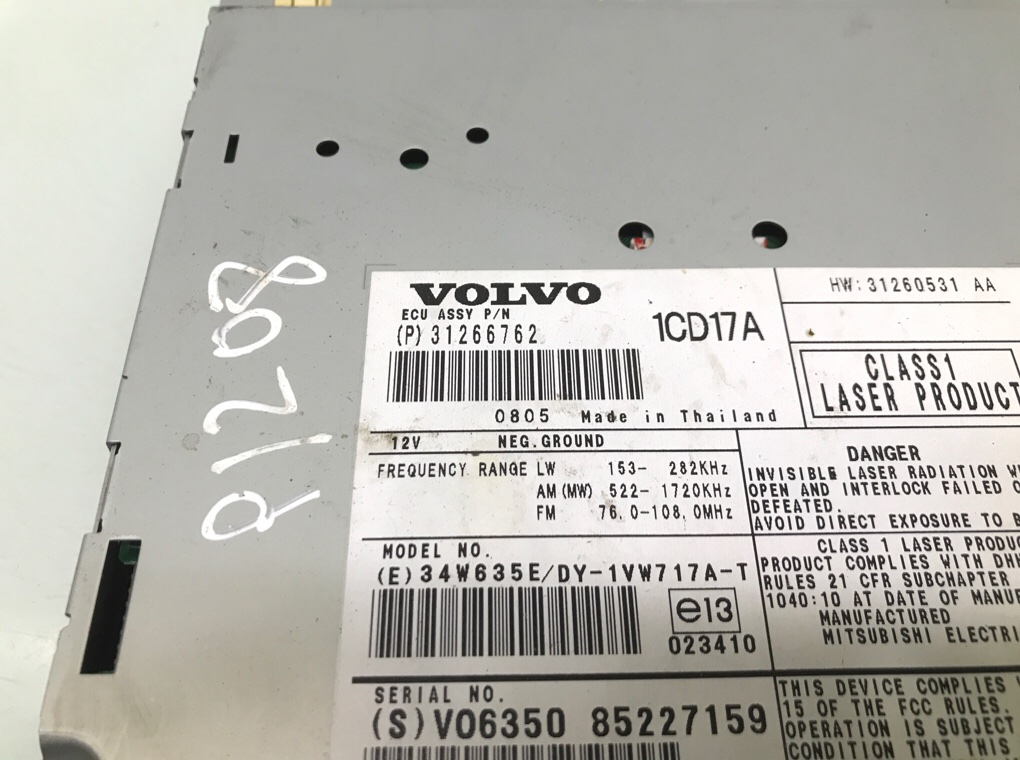 P1208
VOLVO
ECU ASSY P/N
(P) 31266762
1CD17A
0805 Made in Thailand
HW: 31260531 AA
CLASS1
LASER PRODUCT
12V NEG. GROUND
FREQUENCY RANGE LW 153- 282KHz
AM (MW) 522- 1720KHz
FM 76.0-108.0MHz
DANGER
INVISIBLE LASER RADIATION
OPEN AND INTERLOCK FAILED
DEFEATED.
AVOID DIRECT EXPOSURE TO
MODEL NO.
(E) 34W635E/DY-1VW717A-T
e13
023410
CLASS 1 LASER
PRODUCT COMPLIES WITH
RULES 21 CFR SUBCHAPTER
1040:10 AT DATE OF
MANUFACTURED
MITSUBISHI
SERIAL NO.
(S) V06350 85227159
THIS DEVICE COMPLIES
15 OF THE FCC RULES.
OPERATION IS SUBJECT
CONDITION THAT THIS